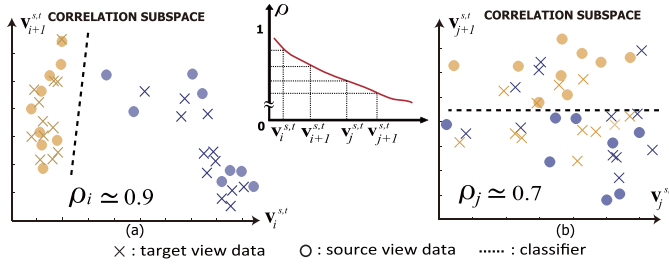 CORRELATION SUBSPACE
v_{i+1}^{s,t}
ρ_i ≃ 0.9
v_i^{s,t}
(a)
ρ
1
0
v_i^{s,t} v_{i+1}^{s,t} v_j^{s,t} v_{j+1}^{s,t}
CORRELATION SUBSPACE
v_{j+1}^{s,t}
ρ_j ≃ 0.7
v_j^{s,t}
(b)
× : target view data ○ : source view data ...... : classifier